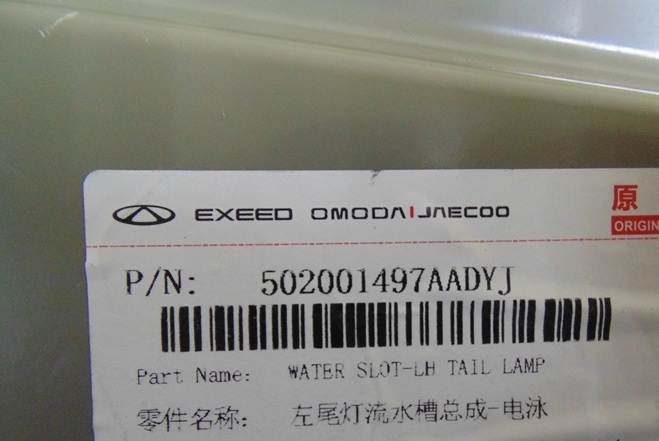 EXEED OMODA|JAECOO 原
ORIGIN
P/N: 502001497AADYJ
Part Name: WATER SLOT-LH TAIL LAMP
零件名称: 左尾灯流水槽总成-电泳